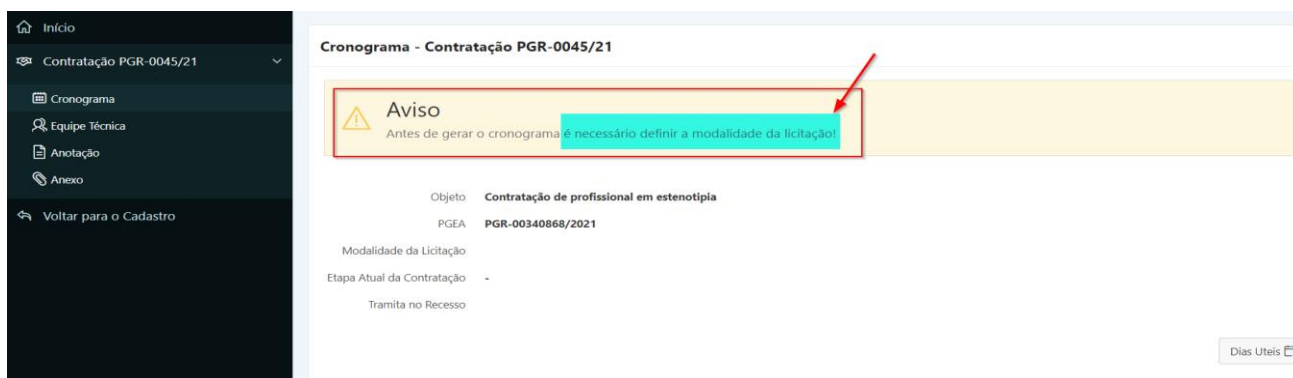 Início
Contratação PGR-0045/21
Cronograma
Equipe Técnica
Anotação
Anexo
Voltar para o Cadastro
Cronograma - Contratação PGR-0045/21
Aviso
Antes de gerar o cronograma é necessário definir a modalidade da licitação!
Objeto Contratação de profissional em estenotipia
PGEA PGR-00340868/2021
Modalidade da Licitação
Etapa Atual da Contratação -
Tramita no Recesso
Dias Uteis